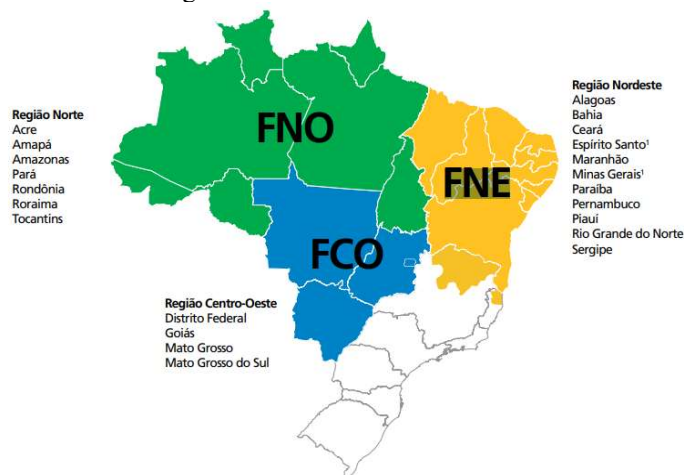 Região Norte
Acre
Amapá
Amazonas
Pará
Rondônia
Roraima
Tocantins
FNO
FNE
FCO
Região Nordeste
Alagoas
Bahia
Ceará
Espírito Santo¹
Maranhão
Minas Gerais¹
Paraíba
Pernambuco
Piauí
Rio Grande do Norte
Sergipe
Região Centro-Oeste
Distrito Federal
Goiás
Mato Grosso
Mato Grosso do Sul